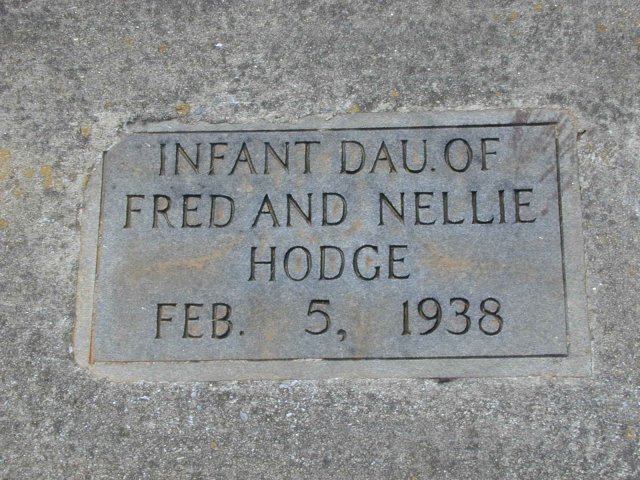 INFANT DAU. OF
FRED AND NELLIE
HODGE
FEB. 5, 1938